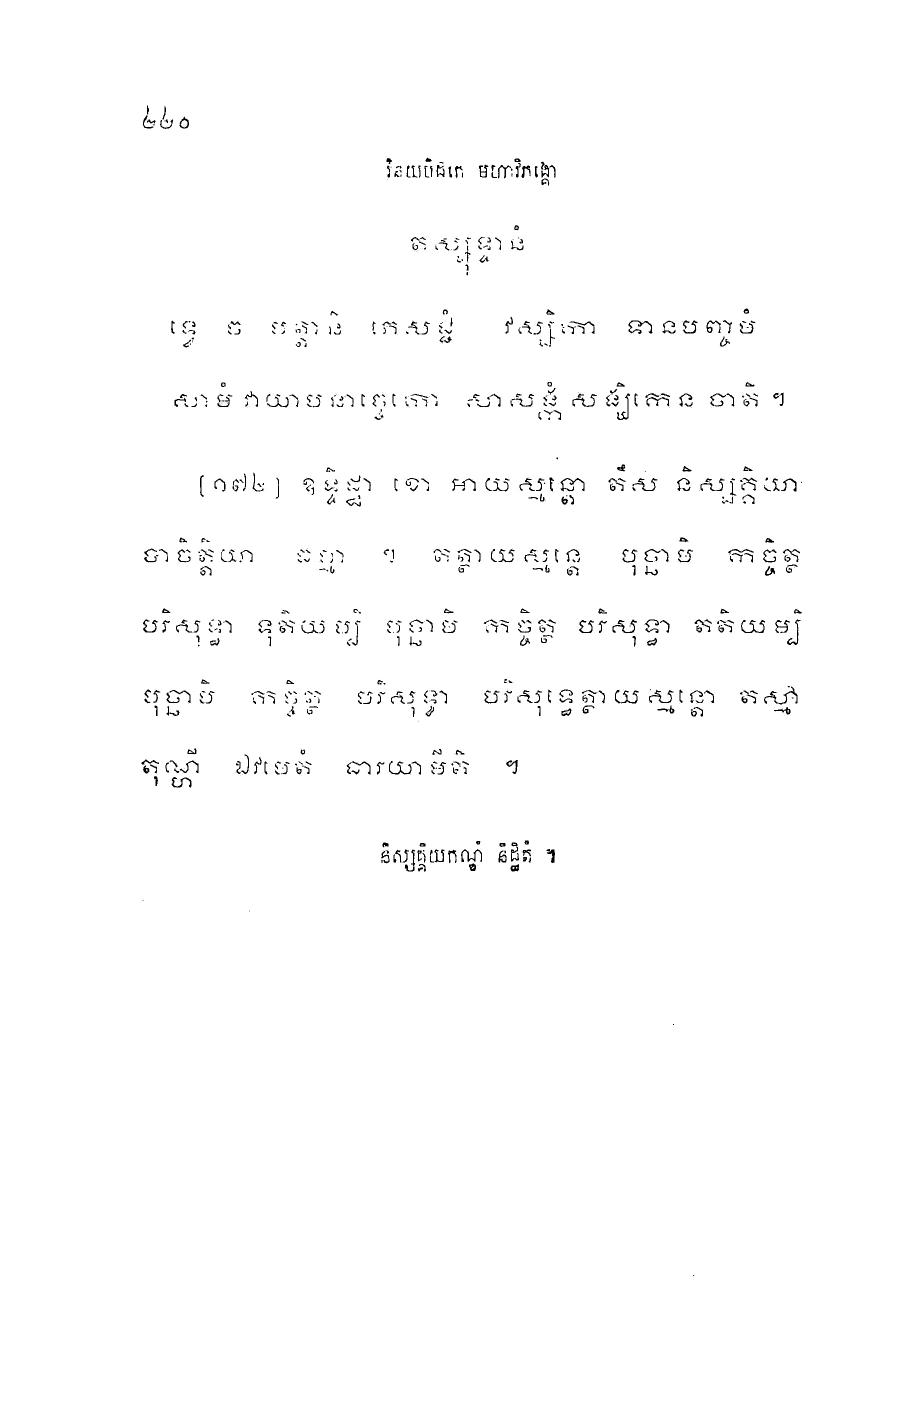 ២២០
វិនយបិដកេ មហាវិភង្គោ
តស្សុទ្ទានំ
ទ្វេ ច បត្តានិ ភេសជ្ជំ វស្សិកា ទានបញ្ចមំ
សាមំ វាយាបនាច្ចេកោ សាសង្កំ សង្ឃិកេន ចាតិ ។
[១៧២] ឧទ្ទិដ្ឋា ខោ អាយស្មន្តោ តឹស និស្សគ្គិយា
បាចិត្តិយា ធម្មា ។ តត្ថាយស្មន្តេ បុច្ឆាមិ កច្ចិត្ថ
បរិសុទ្ធា ទុតិយម្បិ បុច្ឆាមិ កច្ចិត្ថ បរិសុទ្ធា តតិយម្បិ
បុច្ឆាមិ កច្ចិត្ថ បរិសុទ្ធា បរិសុទ្ធេត្ថាយស្មន្តោ តស្មា
តុណ្ហី ឯវមេតំ ធារយាមីតិ ។
និស្សគ្គិយកណ្ឌំ និដ្ឋិតំ ។